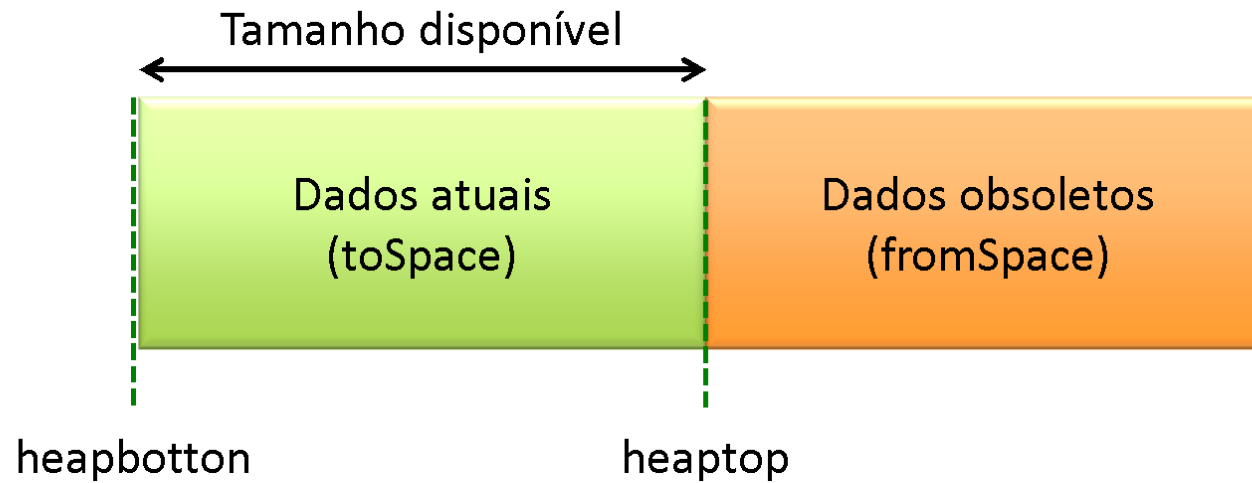 Tamanho disponível
Dados atuais
(toSpace)
Dados obsoletos
(fromSpace)
heapbotton
heaptop